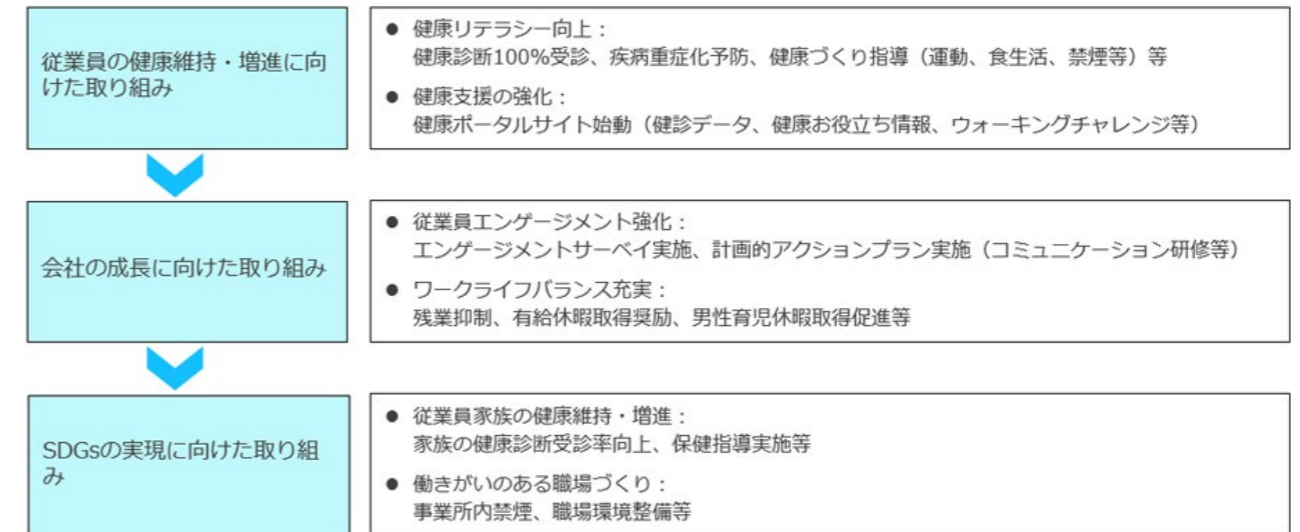 従業員の健康維持・増進に向
けた取り組み
● 健康リテラシー向上：
健康診断100%受診、疾病重症化予防、健康づくり指導（運動、食生活、禁煙等）等
● 健康支援の強化：
健康ポータルサイト始動（健診データ、健康お役立ち情報、ウォーキングチャレンジ等）
会社の成長に向けた取り組み
● 従業員エンゲージメント強化：
エンゲージメントサーベイ実施、計画的アクションプラン実施（コミュニケーション研修等）
● ワークライフバランス充実：
残業抑制、有給休暇取得奨励、男性育児休暇取得促進等
SDGsの実現に向けた取り組
み
● 従業員家族の健康維持・増進：
家族の健康診断受診率向上、保健指導実施等
● 働きがいのある職場づくり：
事業所内禁煙、職場環境整備等